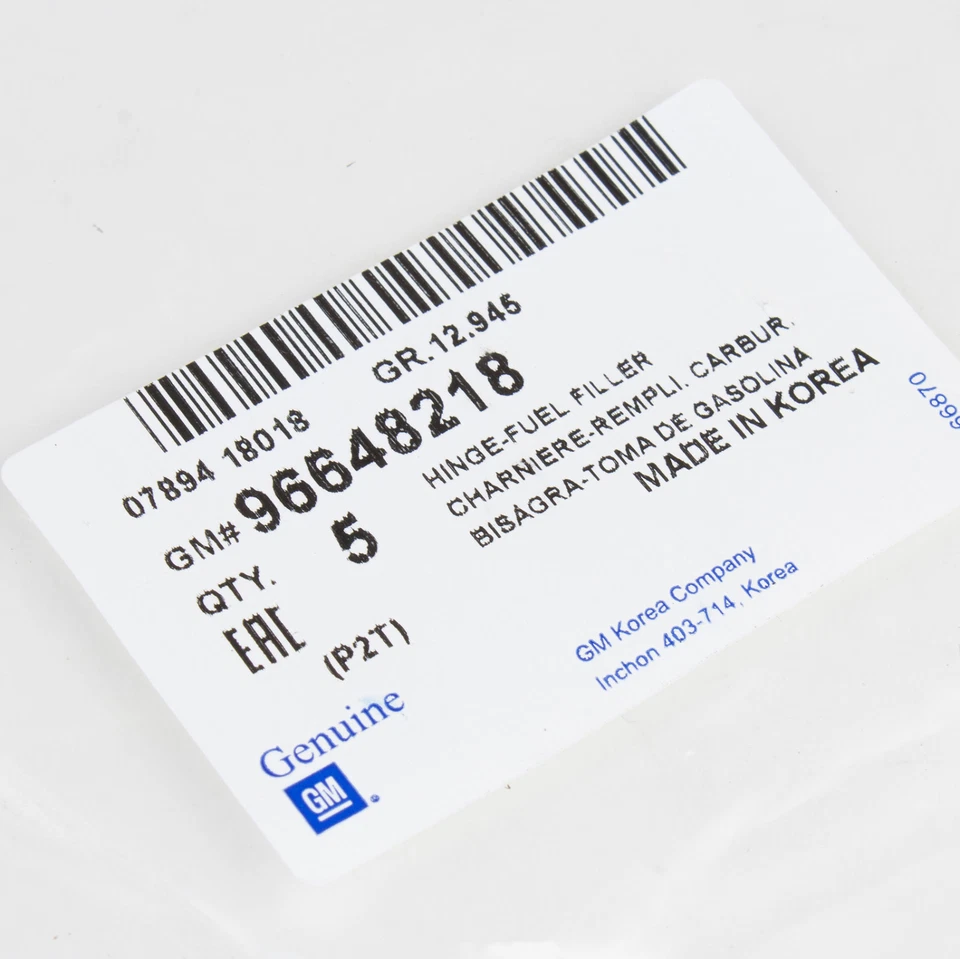 07894 18018
GR.12.945
GM# 96648218
QTY. 5
EAC
(P2T)
HINGE-FUEL FILLER
CHARNIERE-REMPLI. CARBUR.
BISAGRA-TOMA DE GASOLINA
MADE IN KOREA
GM Korea Company
Inchon 403-714, Korea
Genuine
GM